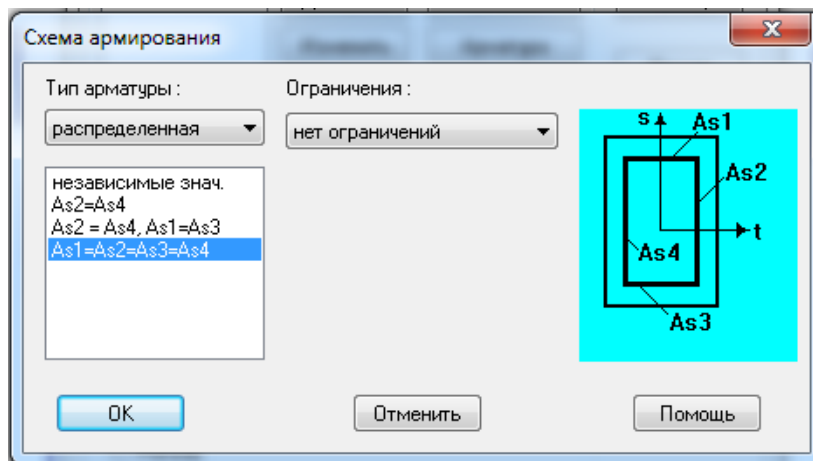 Схема армирования
Тип арматуры :
Ограничения :
распределенная
нет ограничений
независимые знач.
As2=As4
As2 = As4, As1=As3
As1=As2=As3=As4
s
As1
As2
t
As4
As3
OK
Отменить
Помощь